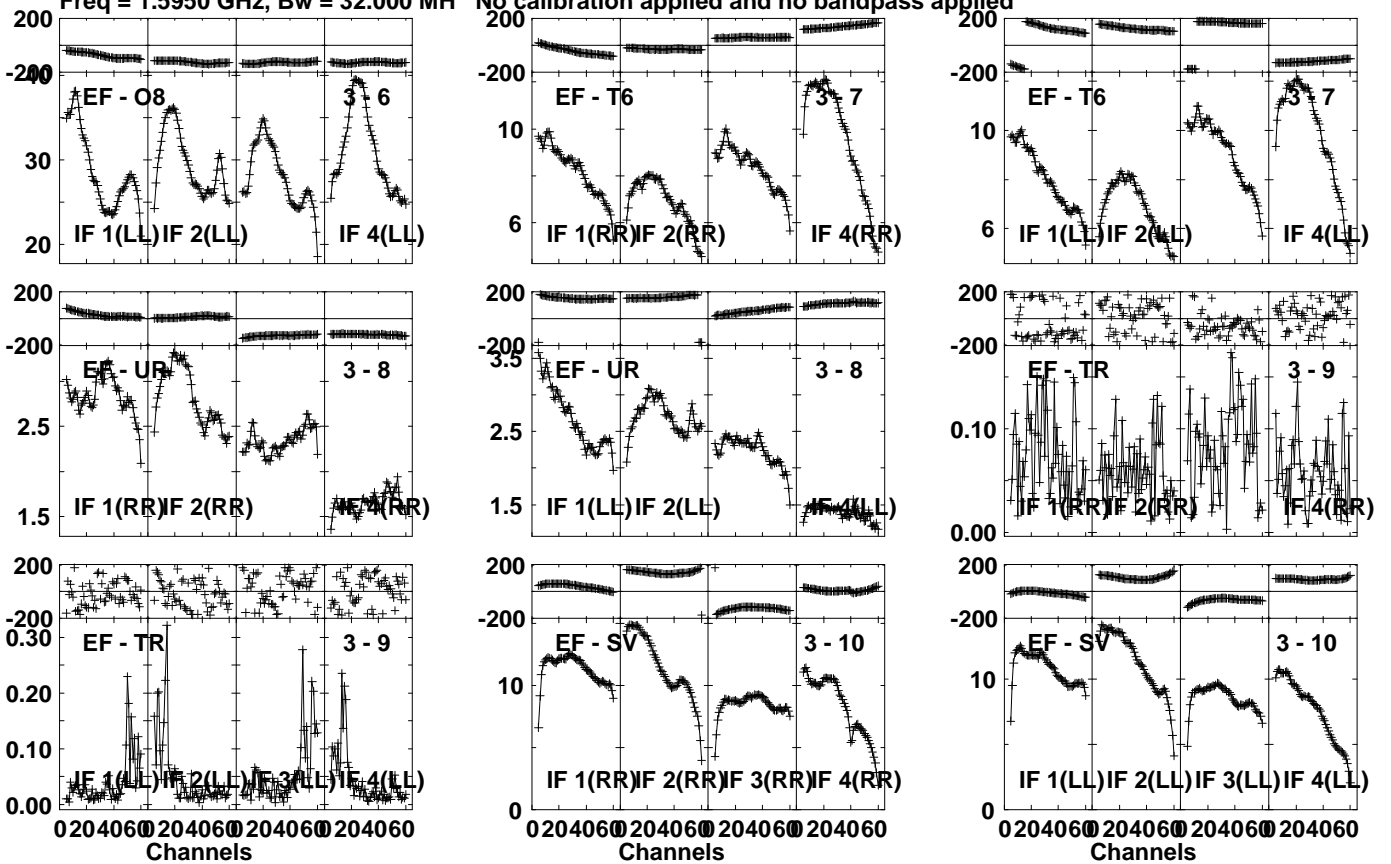 Freq = 1.5950 GHz, Bw = 32.000 MH No calibration applied and no bandpass applied
200
-200
40
30
20
EF - O8
3 - 6
IF 1(LL)
IF 2(LL)
IF 4(LL)
10
6
EF - T6
3 - 7
IF 1(RR)
IF 2(RR)
IF 4(RR)
200
-200
10
6
EF - T6
3 - 7
IF 1(LL)
IF 2(LL)
IF 4(LL)
200
-200
2.5
1.5
EF - UR
3 - 8
IF 1(RR)
IF 2(RR)
IF 4(RR)
200
-200
3.5
2.5
1.5
EF - UR
3 - 8
IF 1(LL)
IF 2(LL)
IF 4(LL)
200
-200
0.10
0.00
EF - TR
3 - 9
IF 1(RR)
IF 2(RR)
IF 4(RR)
200
-200
0.30
0.20
0.10
0.00
EF - TR
3 - 9
IF 1(LL)
IF 2(LL)
IF 3(LL)
IF 4(LL)
0 20 40 60 0 20 40 60 0 20 40 60 0 20 40 60
Channels
200
-200
10
0
EF - SV
3 - 10
IF 1(RR)
IF 2(RR)
IF 3(RR)
IF 4(RR)
0 20 40 60 0 20 40 60 0 20 40 60 0 20 40 60
Channels
200
-200
10
0
EF - SV
3 - 10
IF 1(LL)
IF 2(LL)
IF 3(LL)
IF 4(LL)
0 20 40 60 0 20 40 60 0 20 40 60 0 20 40 60
Channels